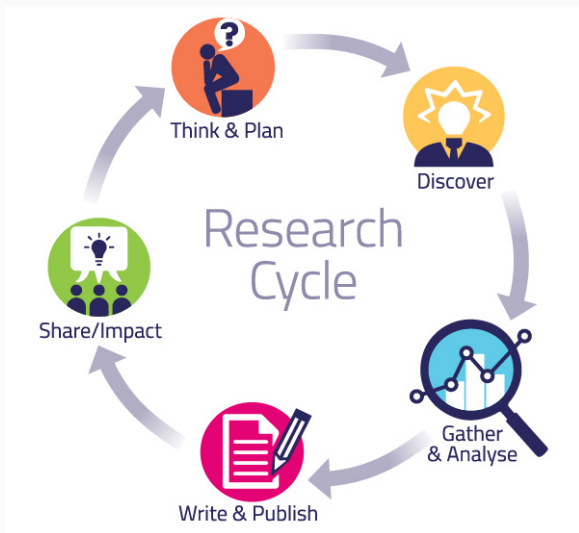 ?
Think & Plan
Discover
Research
Cycle
Share/Impact
Gather
& Analyse
Write & Publish